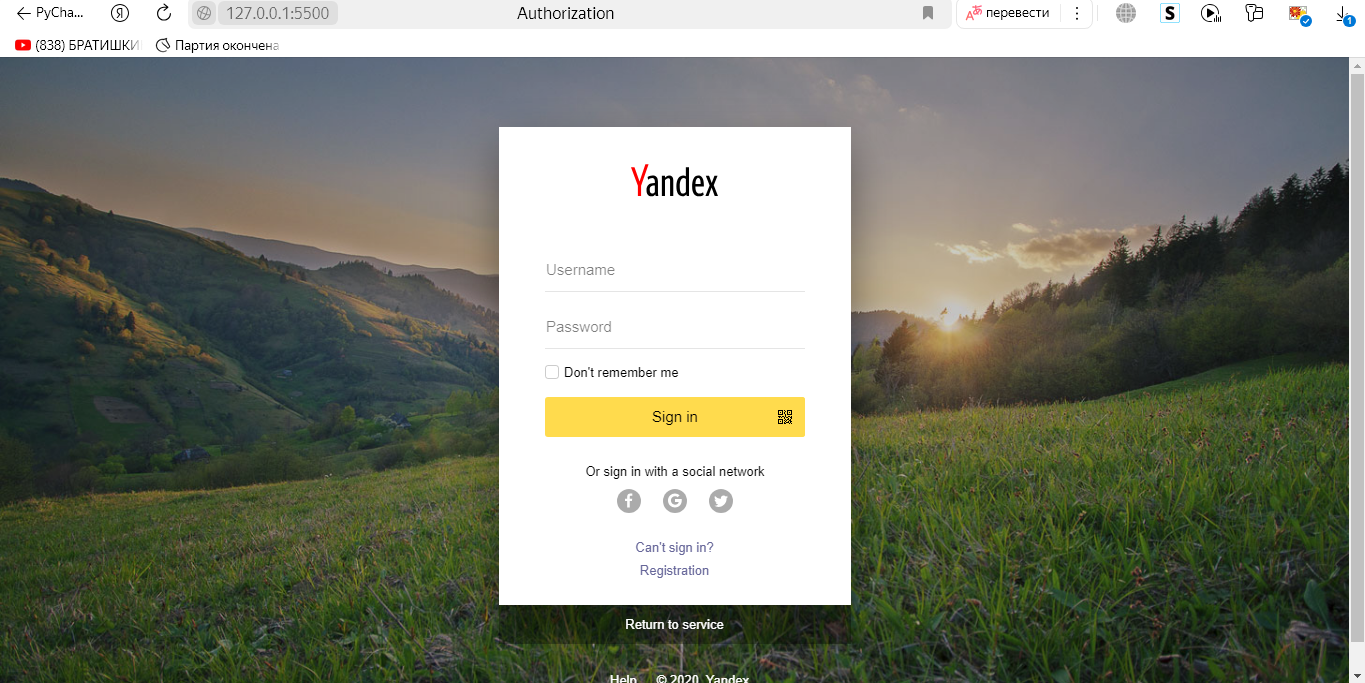 PyCha...
127.0.0.1:5500
Authorization
перевести
(838) БРАТИШКИ
Партия окончена
Yandex
Username
Password
Don't remember me
Sign in
Or sign in with a social network
Can't sign in?
Registration
Return to service
Help © 2020, Yandex